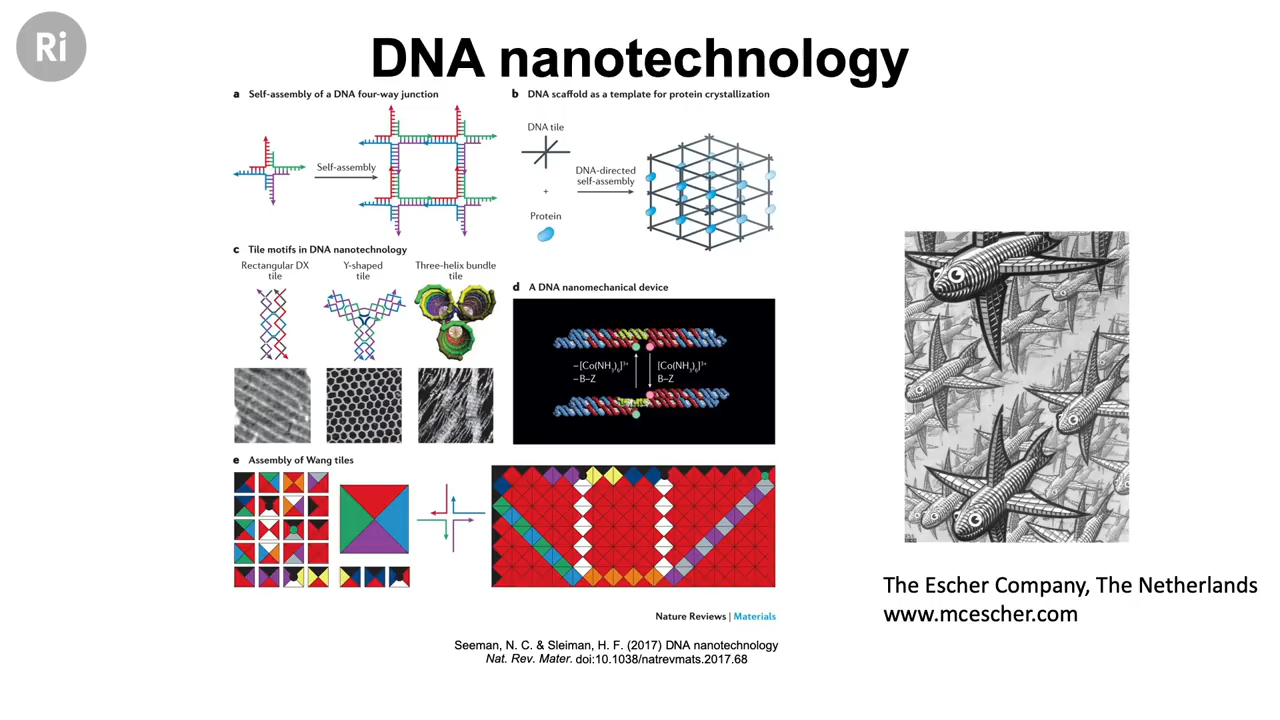 Ri
DNA nanotechnology
a Self-assembly of a DNA four-way junction
Self-assembly
b DNA scaffold as a template for protein crystallization
DNA tile
+
Protein
DNA-directed
self-assembly
c Tile motifs in DNA nanotechnology
Rectangular DX
tile
Y-shaped
tile
Three-helix bundle
tile
d A DNA nanomechanical device
–[Co(NH₃)₆]³⁺
–B–Z
[Co(NH₃)₆]³⁺
B–Z
e Assembly of Wang tiles
Nature Reviews | Materials
Seeman, N. C. & Sleiman, H. F. (2017) DNA nanotechnology
Nat. Rev. Mater. doi:10.1038/natrevmats.2017.68
The Escher Company, The Netherlands
www.mcescher.com